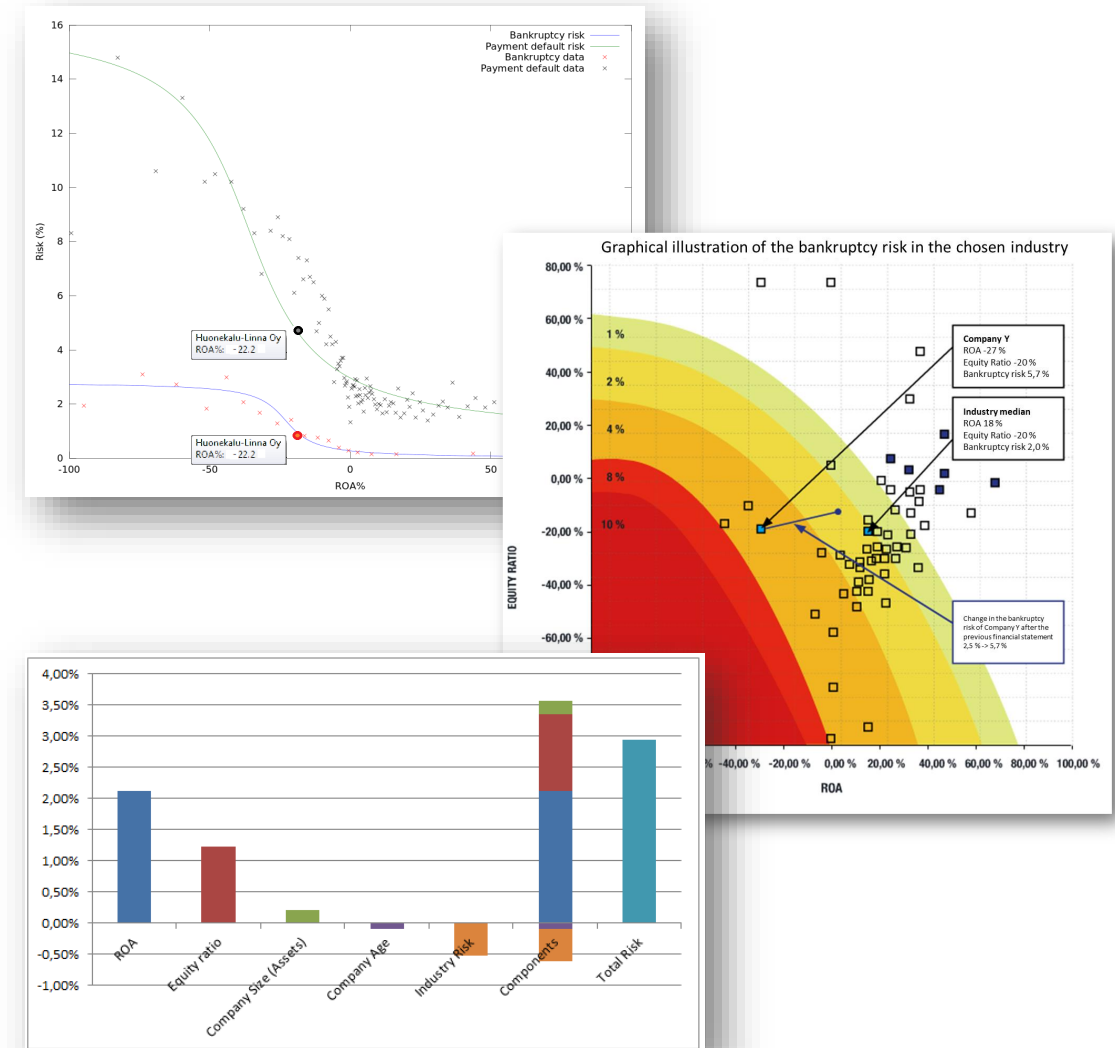 16
14
12
10
8
6
4
2
0
Risk (%)
-100
-50
0
50
ROA%
Bankruptcy risk
Payment default risk
Bankruptcy data
Payment default data
Huonekalu-Linna Oy
ROA%: -22.2
Huonekalu-Linna Oy
ROA%: -22.2
Graphical illustration of the bankruptcy risk in the chosen industry
80,00 %
60,00 %
40,00 %
20,00 %
0,00 %
-20,00 %
-40,00 %
-60,00 %
EQUITY RATIO
1 %
2 %
4 %
8 %
10 %
Company Y
ROA -27 %
Equity Ratio -20 %
Bankruptcy risk 5,7 %
Industry median
ROA 18 %
Equity Ratio -20 %
Bankruptcy risk 2,0 %
Change in the bankruptcy
risk of Company Y after the
previous financial statement
2,5 % -> 5,7 %
% -40,00 % -20,00 % 0,00 % 20,00 % 40,00 % 60,00 % 80,00 % 100,00 %
ROA
4,00%
3,50%
3,00%
2,50%
2,00%
1,50%
1,00%
0,50%
0,00%
-0,50%
-1,00%
ROA
Equity ratio
Company Size (Assets)
Company Age
Industry Risk
Components
Total Risk